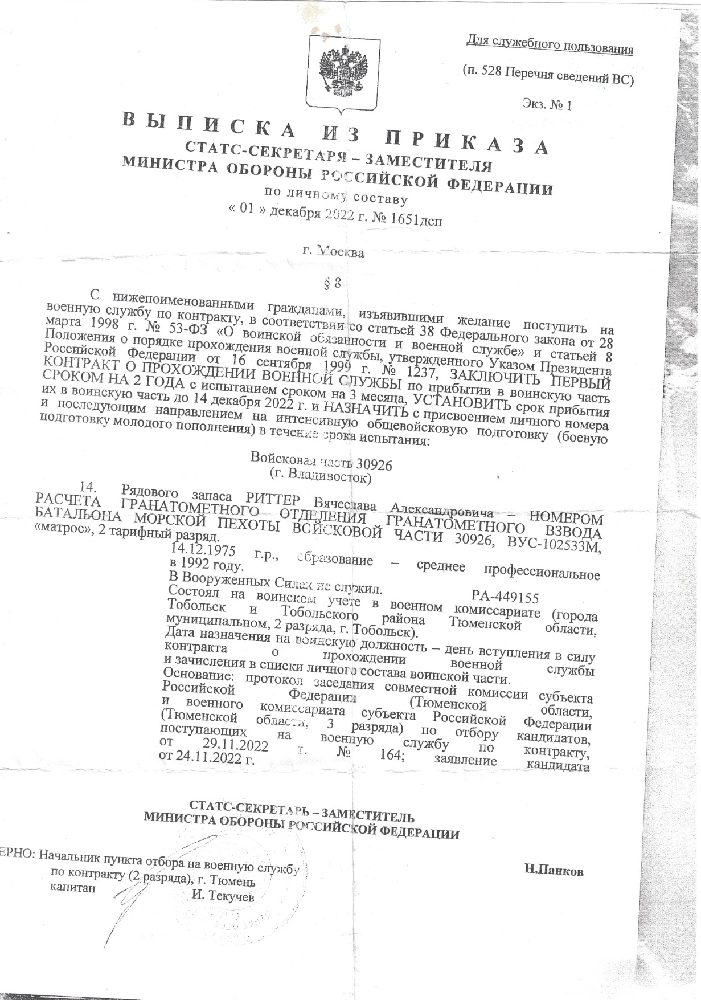 Для служебного пользования
(п. 528 Перечня сведений ВС)
Экз. № 1
ВЫПИСКА ИЗ ПРИКАЗА
СТАТС-СЕКРЕТАРЯ – ЗАМЕСТИТЕЛЯ
МИНИСТРА ОБОРОНЫ РОССИЙСКОЙ ФЕДЕРАЦИИ
по личному составу
« 01 » декабря 2022 г. № 1651дсп
г. Москва
§ 8
С нижепоименованными гражданами, изъявившими желание поступить на
военную службу по контракту, в соответствии со статьей 38 Федерального закона от 28
марта 1998 г. № 53-ФЗ «О воинской обязанности и военной службе» и статьей 8
Положения о порядке прохождения военной службы, утвержденного Указом Президента
Российской Федерации от 16 сентября 1999 г. № 1237, ЗАКЛЮЧИТЬ ПЕРВЫЙ
КОНТРАКТ О ПРОХОЖДЕНИИ ВОЕННОЙ СЛУЖБЫ по прибытии в воинскую часть
СРОКОМ НА 2 ГОДА с испытанием сроком на 3 месяца, УСТАНОВИТЬ срок прибытия
их в воинскую часть до 14 декабря 2022 г. и НАЗНАЧИТЬ с присвоением личного номера
и последующим направлением на интенсивную общевойсковую подготовку (боевую
подготовку молодого пополнения) в течение срока испытания:
Войсковая часть 30926
(г. Владивосток)
14. Рядового запаса РИТТЕР Вячеслава Александровича – НОМЕРОМ
РАСЧЕТА ГРАНАТОМЕТНОГО ОТДЕЛЕНИЯ ГРАНАТОМЕТНОГО ВЗВОДА
БАТАЛЬОНА МОРСКОЙ ПЕХОТЫ ВОЙСКОВОЙ ЧАСТИ 30926, ВУС-102533М,
«матрос», 2 тарифный разряд.
14.12.1975 г.р., образование – среднее профессиональное
в 1992 году.
В Вооруженных Силах не служил. РА-449155
Состоял на воинском учете в военном комиссариате (города
Тобольск и Тобольского района Тюменской области,
муниципальном, 2 разряда, г. Тобольск).
Дата назначения на воинскую должность – день вступления в силу
контракта о прохождении военной службы
и зачисления в списки личного состава воинской части.
Основание: протокол заседания совместной комиссии субъекта
Российской Федерации (Тюменской области,
и военного комиссариата субъекта Российской Федерации
(Тюменской области, 3 разряда) по отбору кандидатов,
поступающих на военную службу по контракту,
от 29.11.2022 г. № 164; заявление кандидата
от 24.11.2022 г.
СТАТС-СЕКРЕТАРЬ – ЗАМЕСТИТЕЛЬ
МИНИСТРА ОБОРОНЫ РОССИЙСКОЙ ФЕДЕРАЦИИ
Н.Панков
ЕРНО: Начальник пункта отбора на военную службу
по контракту (2 разряда), г. Тюмень
капитан И. Текучев